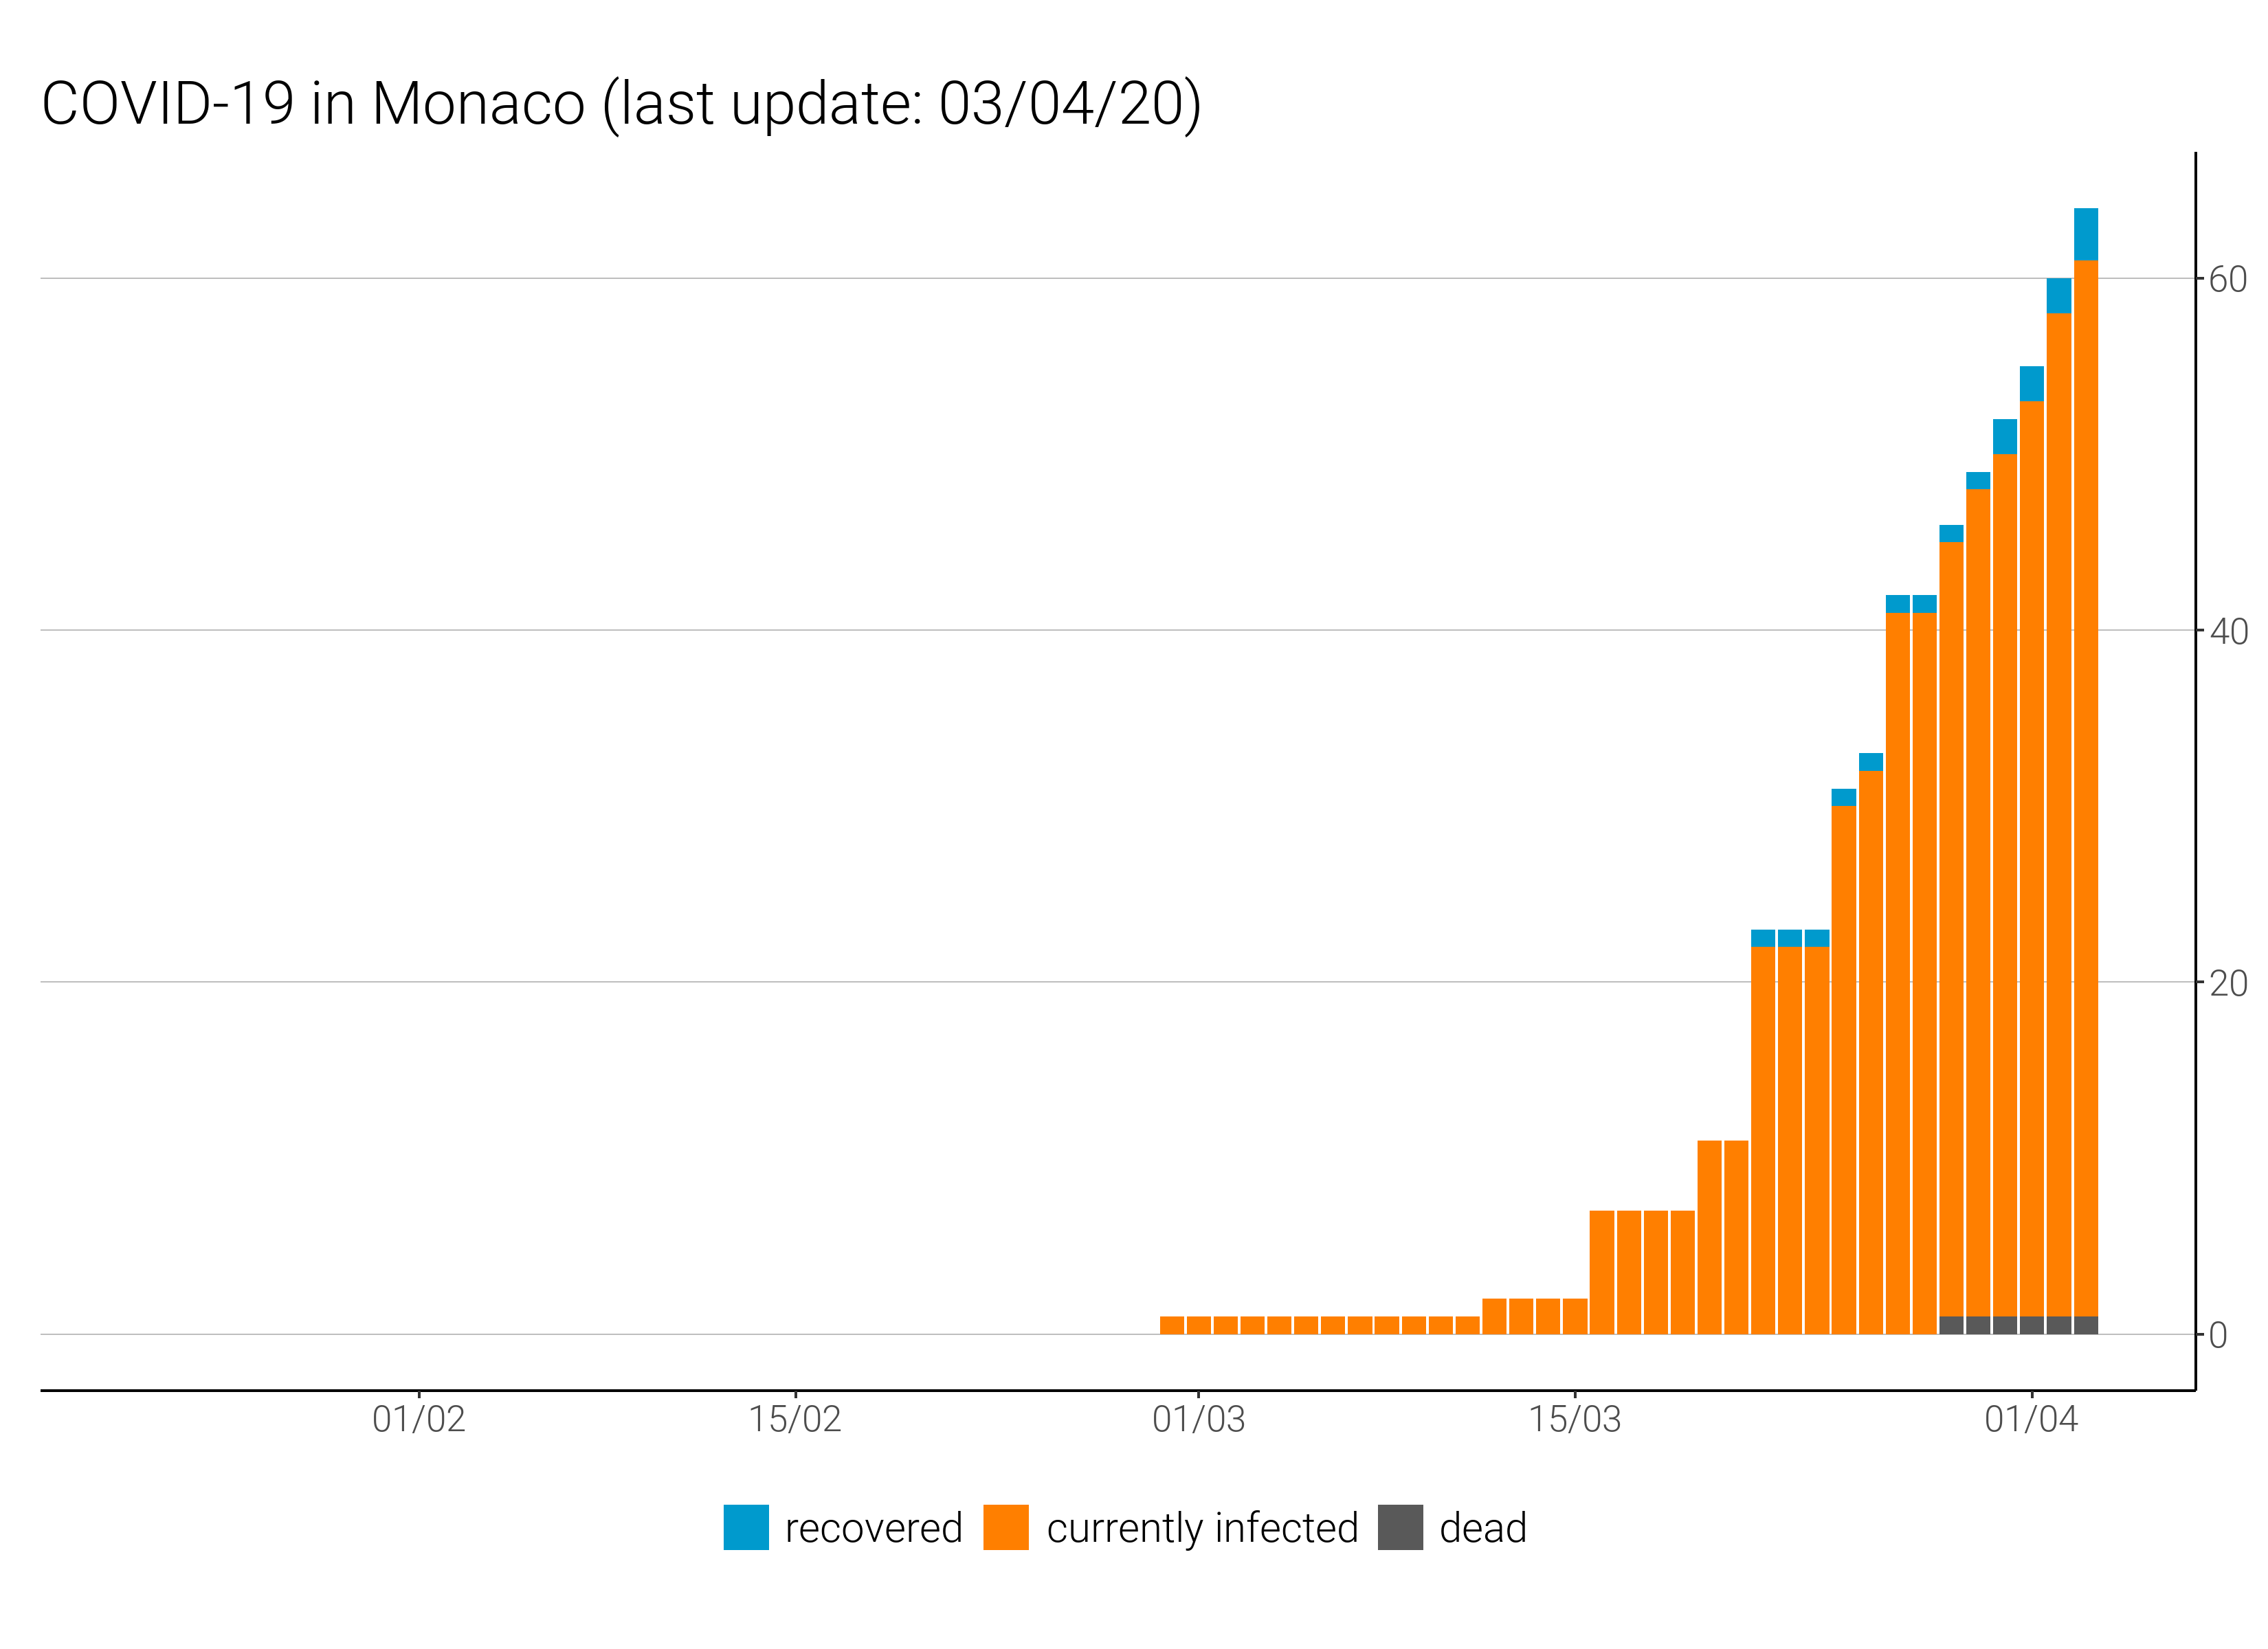 COVID-19 in Monaco (last update: 03/04/20)
60
40
20
0
01/02 15/02 01/03 15/03 01/04
recovered currently infected dead